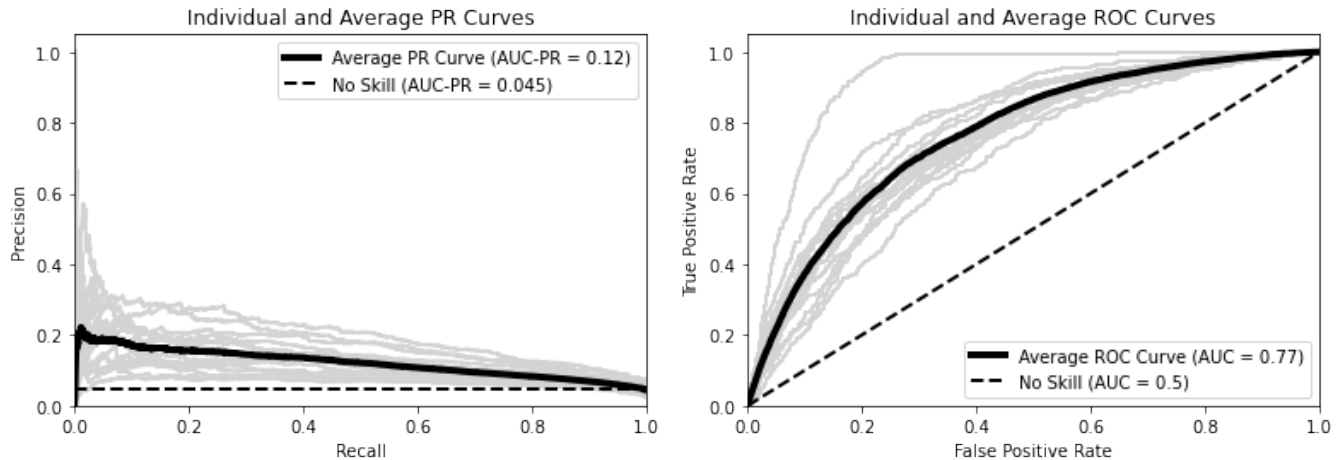 Individual and Average PR Curves
1.0
0.8
0.6
0.4
0.2
0.0
Precision
Average PR Curve (AUC-PR = 0.12)
No Skill (AUC-PR = 0.045)
0.0 0.2 0.4 0.6 0.8 1.0
Recall
Individual and Average ROC Curves
1.0
0.8
0.6
0.4
0.2
0.0
True Positive Rate
Average ROC Curve (AUC = 0.77)
No Skill (AUC = 0.5)
0.0 0.2 0.4 0.6 0.8 1.0
False Positive Rate